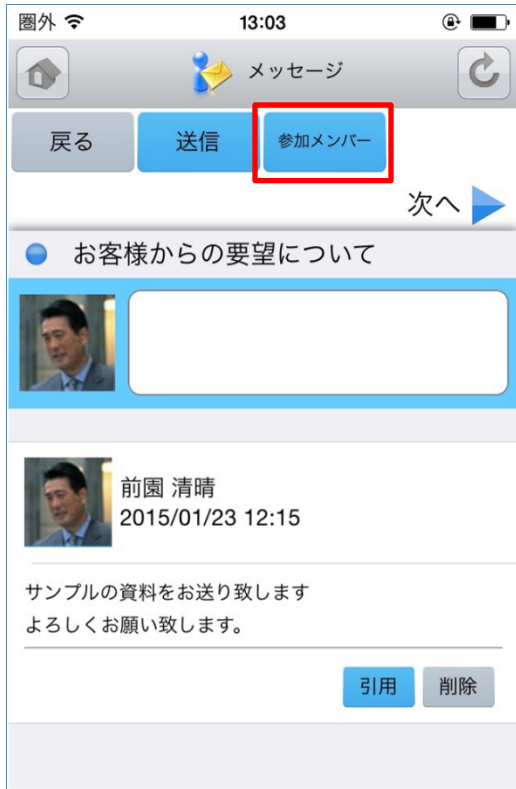 圏外 13:03
メッセージ
戻る 送信 参加メンバー
次へ
お客様からの要望について
前園 清晴
2015/01/23 12:15
サンプルの資料をお送り致します
よろしくお願い致します。
引用 削除